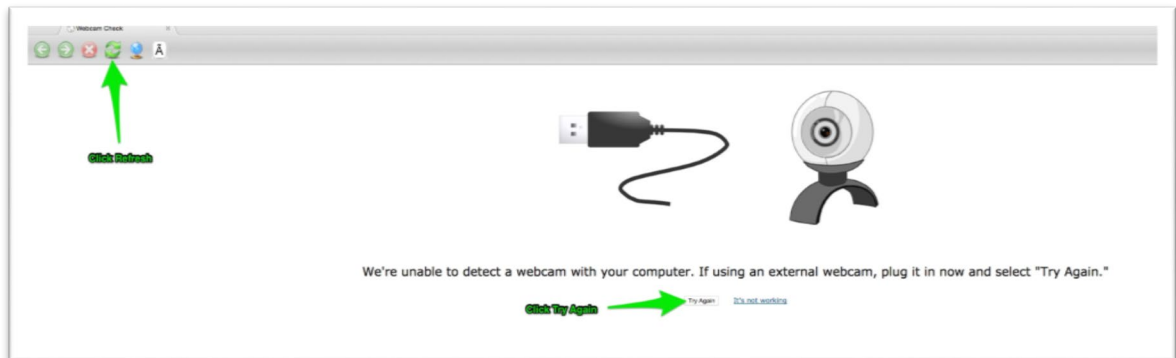 Webcam Check
Ā
Click Refresh
We're unable to detect a webcam with your computer. If using an external webcam, plug it in now and select "Try Again."
Click Try Again
Try Again It's not working